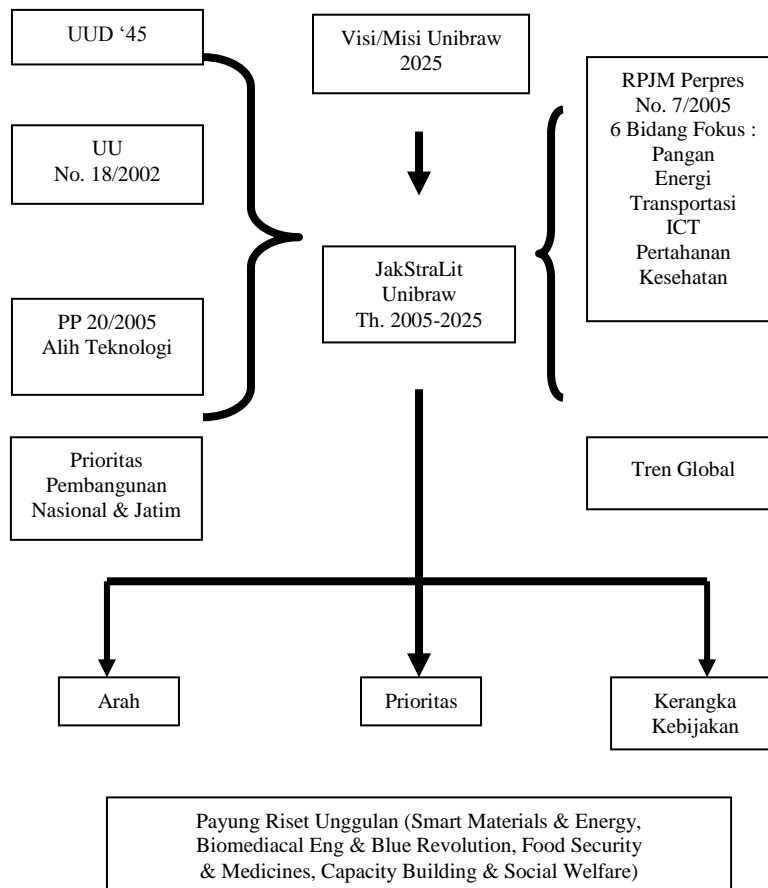 UUD ‘45
Visi/Misi Unibraw
2025
RPJM Perpres
No. 7/2005
6 Bidang Fokus :
Pangan
Energi
Transportasi
ICT
Pertahanan
Kesehatan
UU
No. 18/2002
JakStraLit
Unibraw
Th. 2005-2025
PP 20/2005
Alih Teknologi
Prioritas
Pembangunan
Nasional & Jatim
Tren Global
Arah
Prioritas
Kerangka
Kebijakan
Payung Riset Unggulan (Smart Materials & Energy,
Biomediacal Eng & Blue Revolution, Food Security
& Medicines, Capacity Building & Social Welfare)